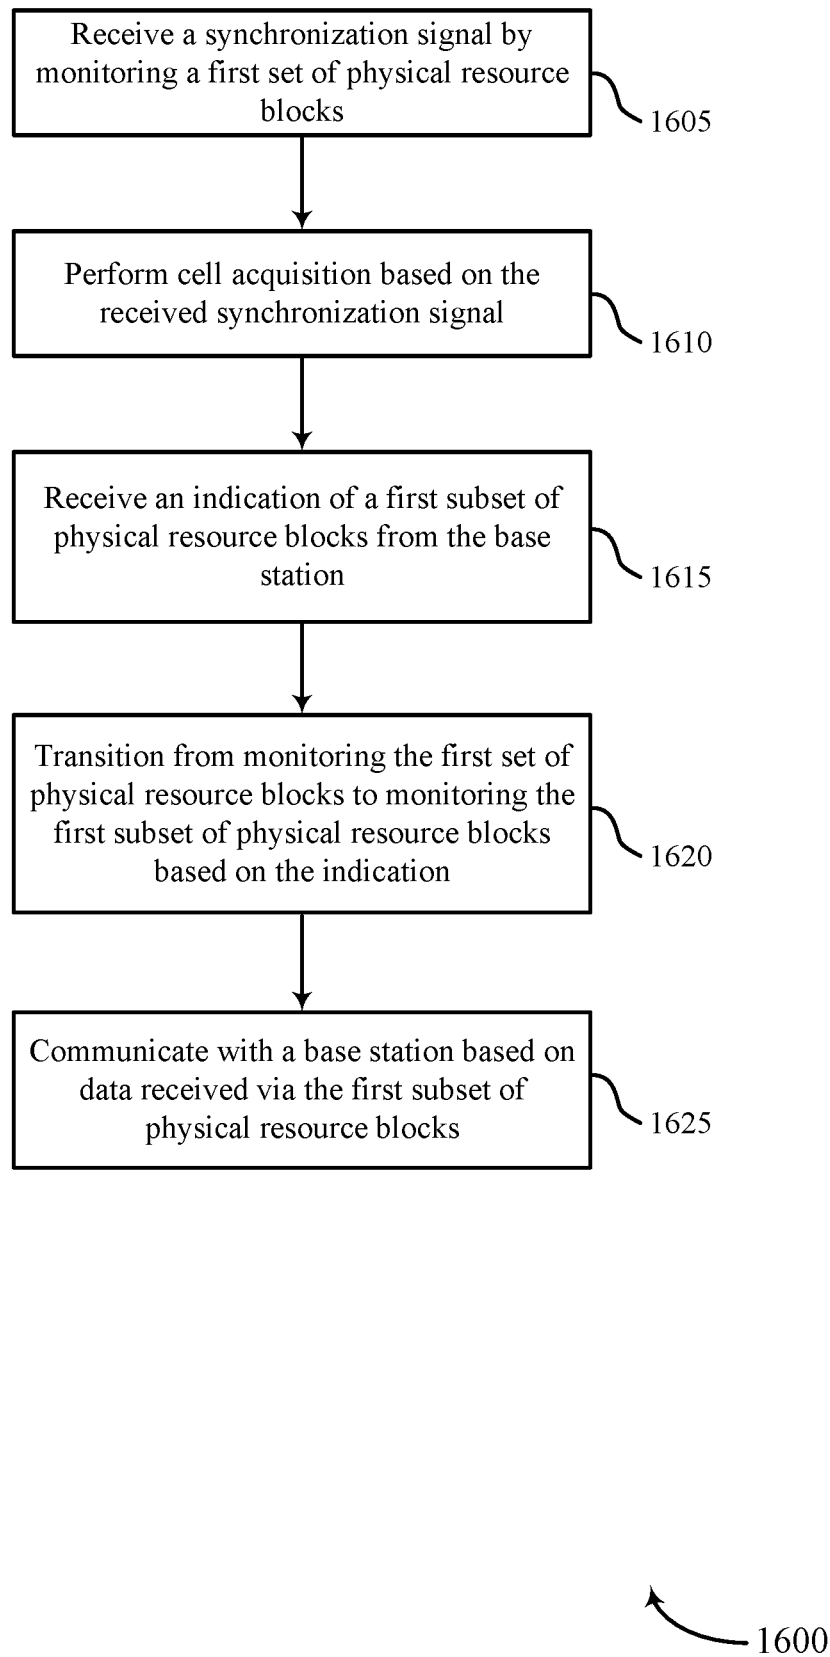 Receive a synchronization signal by
monitoring a first set of physical resource
blocks
1605
Perform cell acquisition based on the
received synchronization signal
1610
Receive an indication of a first subset of
physical resource blocks from the base
station
1615
Transition from monitoring the first set of
physical resource blocks to monitoring the
first subset of physical resource blocks
based on the indication
1620
Communicate with a base station based on
data received via the first subset of
physical resource blocks
1625
1600